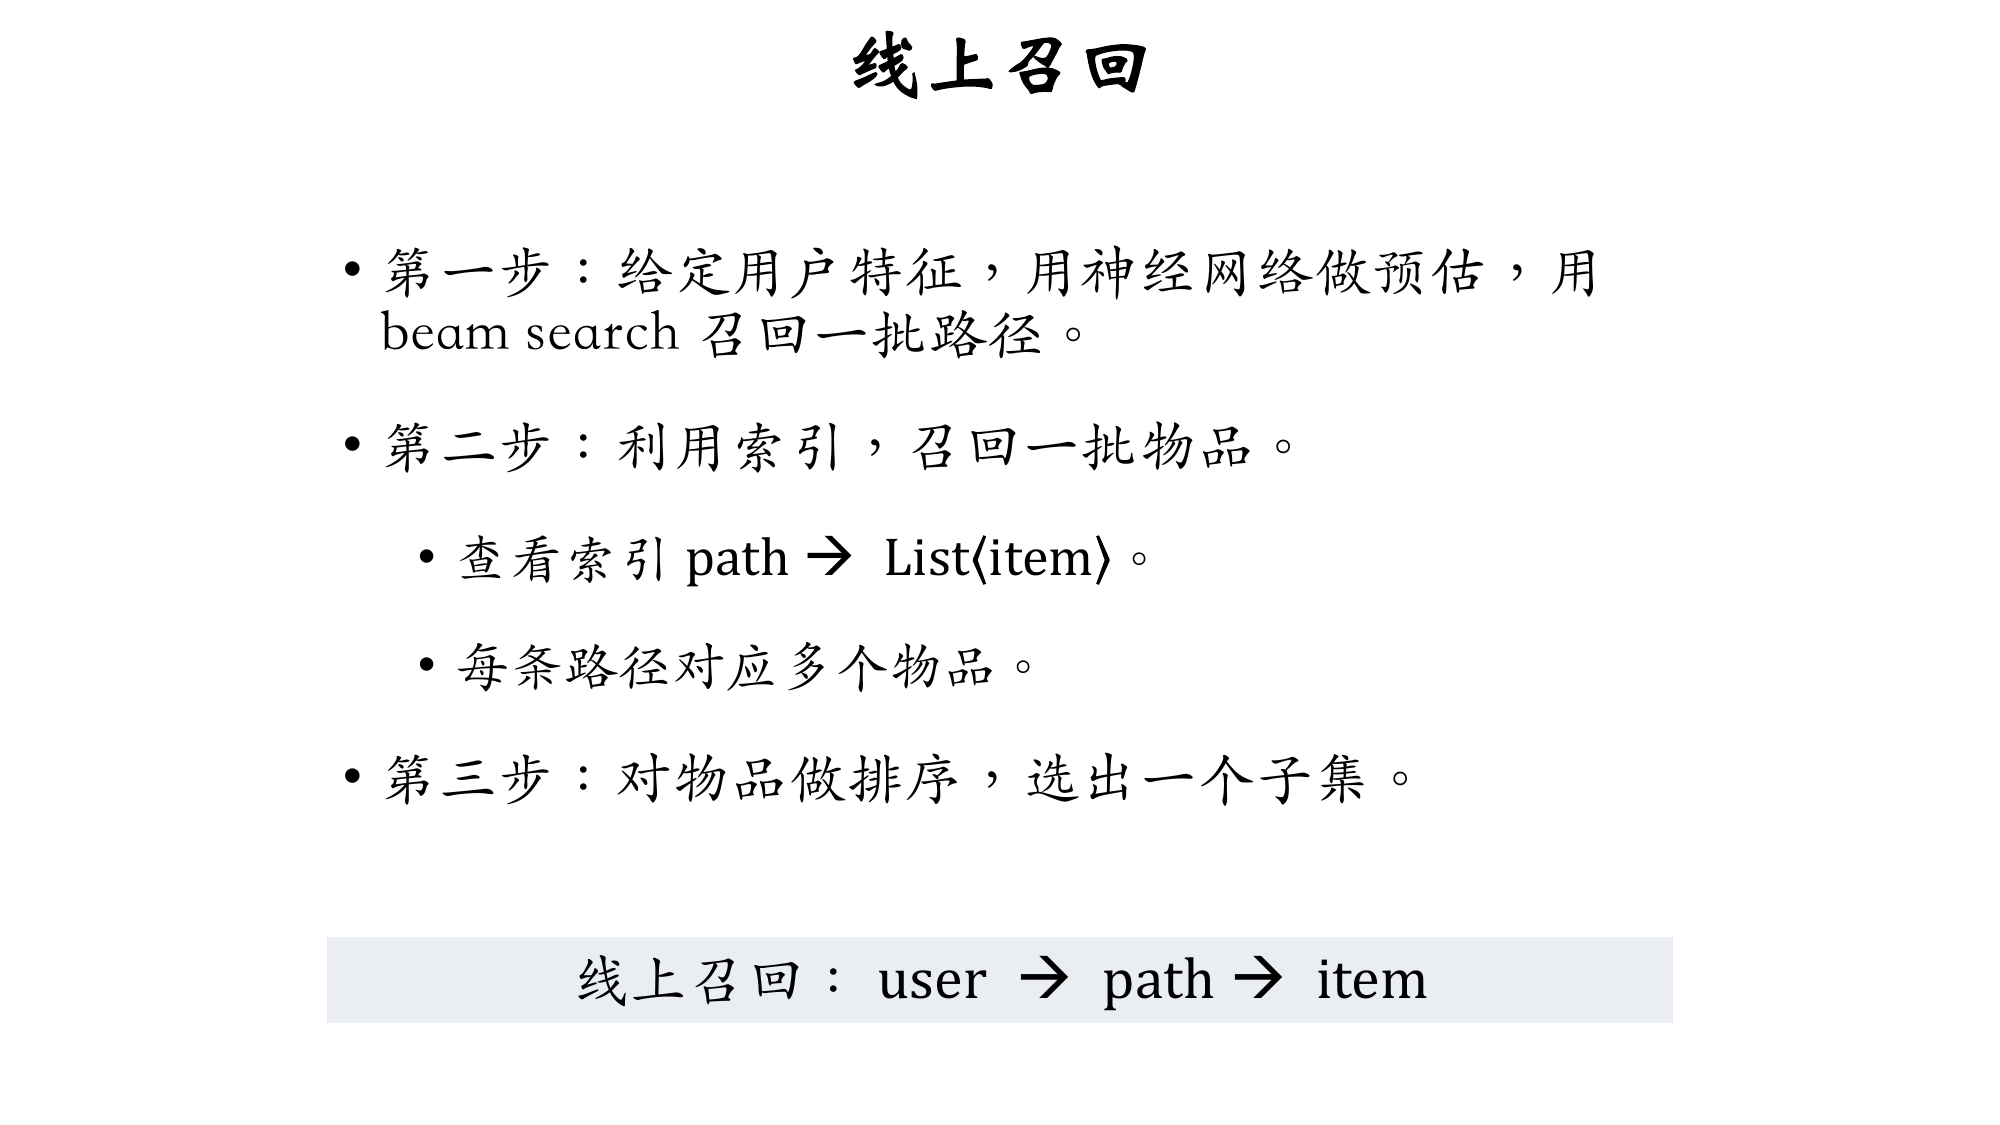 线上召回
• 第一步：给定用户特征，用神经网络做预估，用
beam search 召回一批路径。
• 第二步：利用索引，召回一批物品。
• 查看索引 path → List⟨item⟩。
• 每条路径对应多个物品。
• 第三步：对物品做排序，选出一个子集。
线上召回： user → path → item